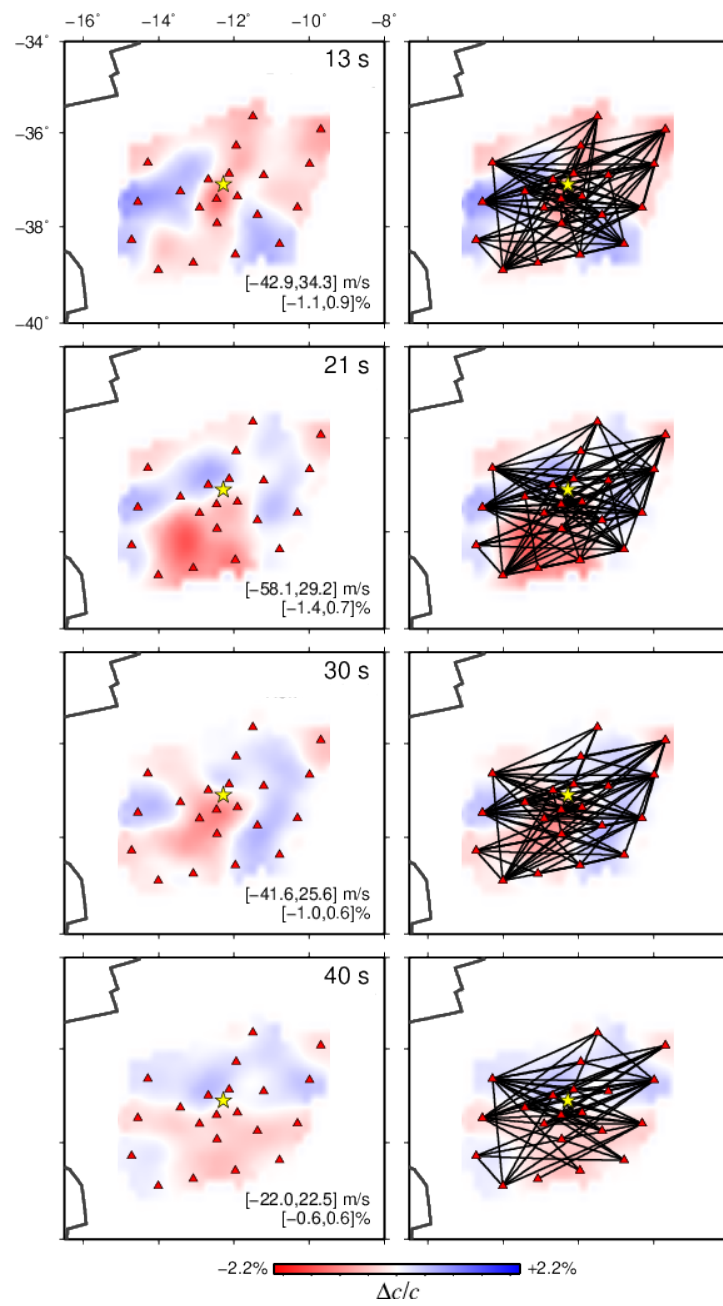 −16° −14° −12° −10° −8°
−34°
−36°
−38°
−40°
13 s
[−42.9,34.3] m/s
[−1.1,0.9]%
21 s
[−58.1,29.2] m/s
[−1.4,0.7]%
30 s
[−41.6,25.6] m/s
[−1.0,0.6]%
40 s
[−22.0,22.5] m/s
[−0.6,0.6]%
−2.2% +2.2%
Δc/c